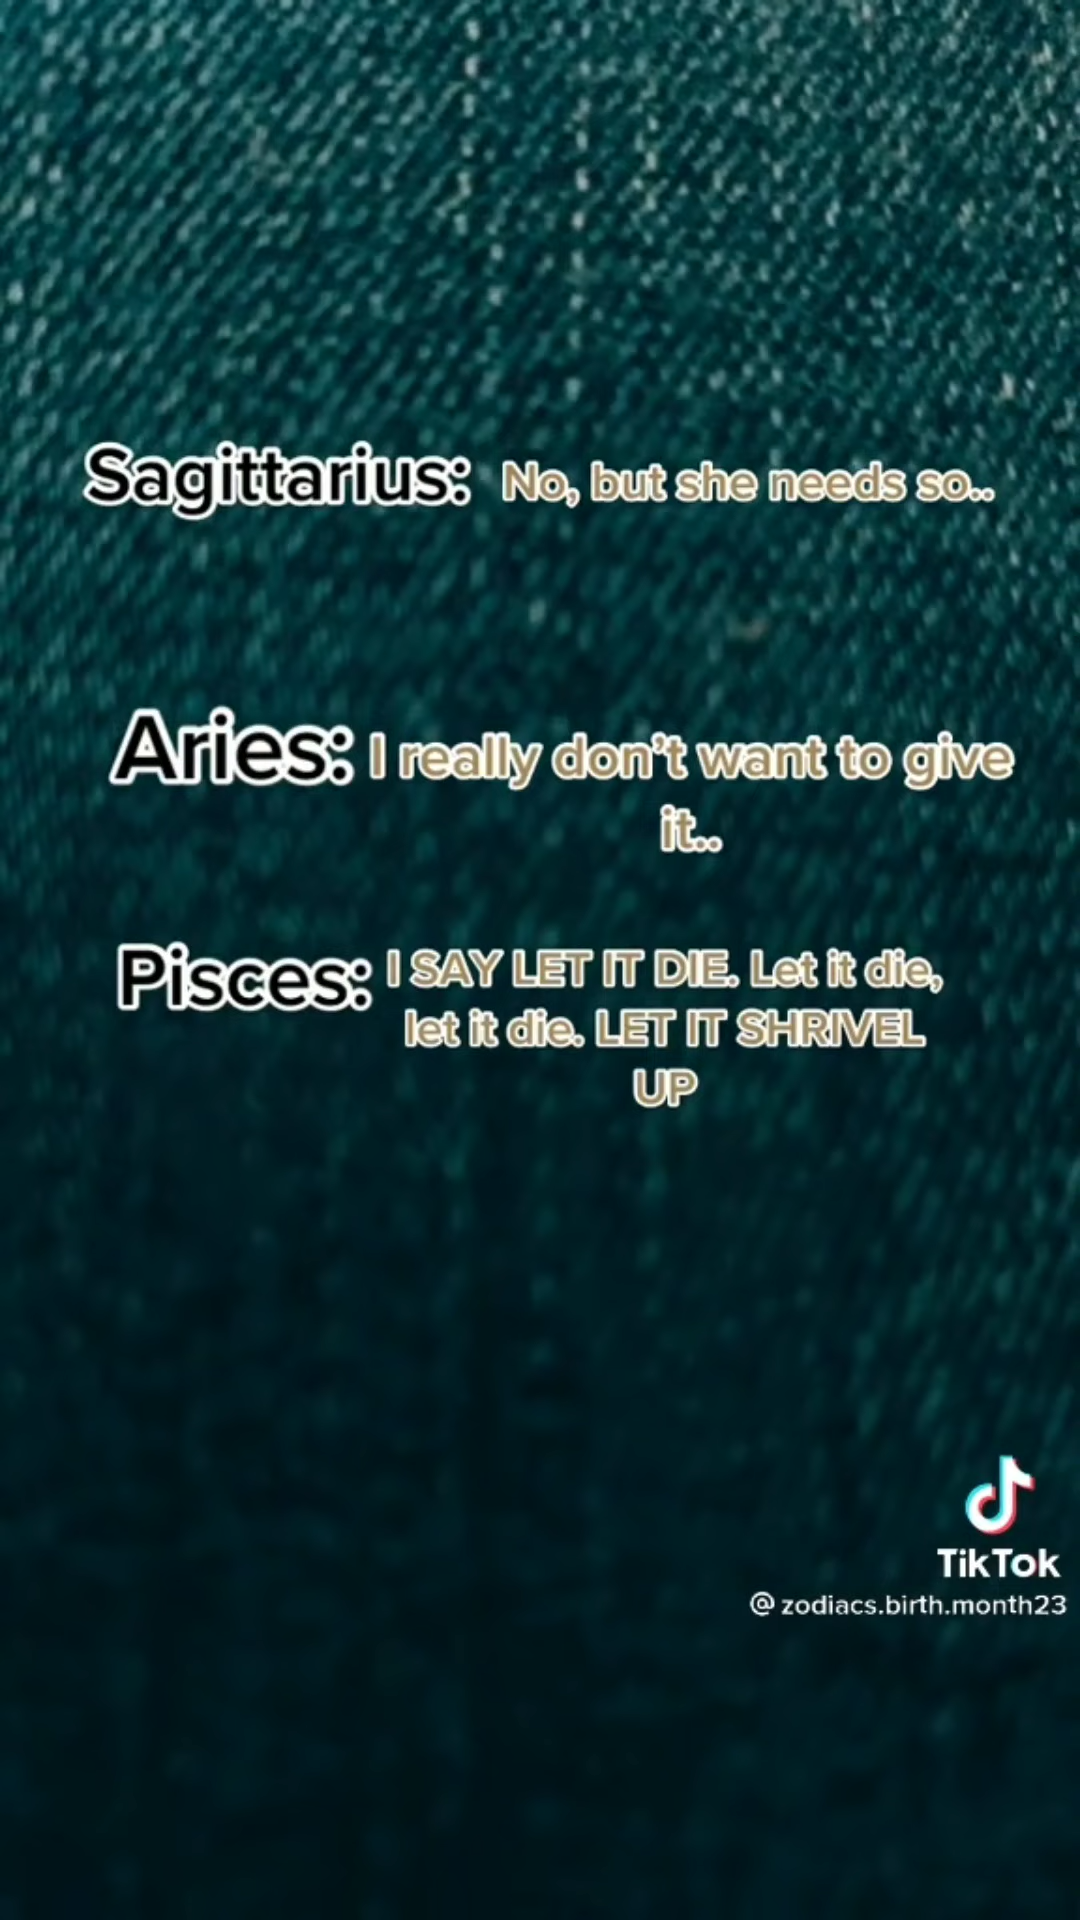 Sagittarius: No, but she needs so..
Aries: I really don't want to give
it..
Pisces: I SAY LET IT DIE. Let it die,
let it die. LET IT SHRIVEL
UP
TikTok
@zodiacs.birth.month23